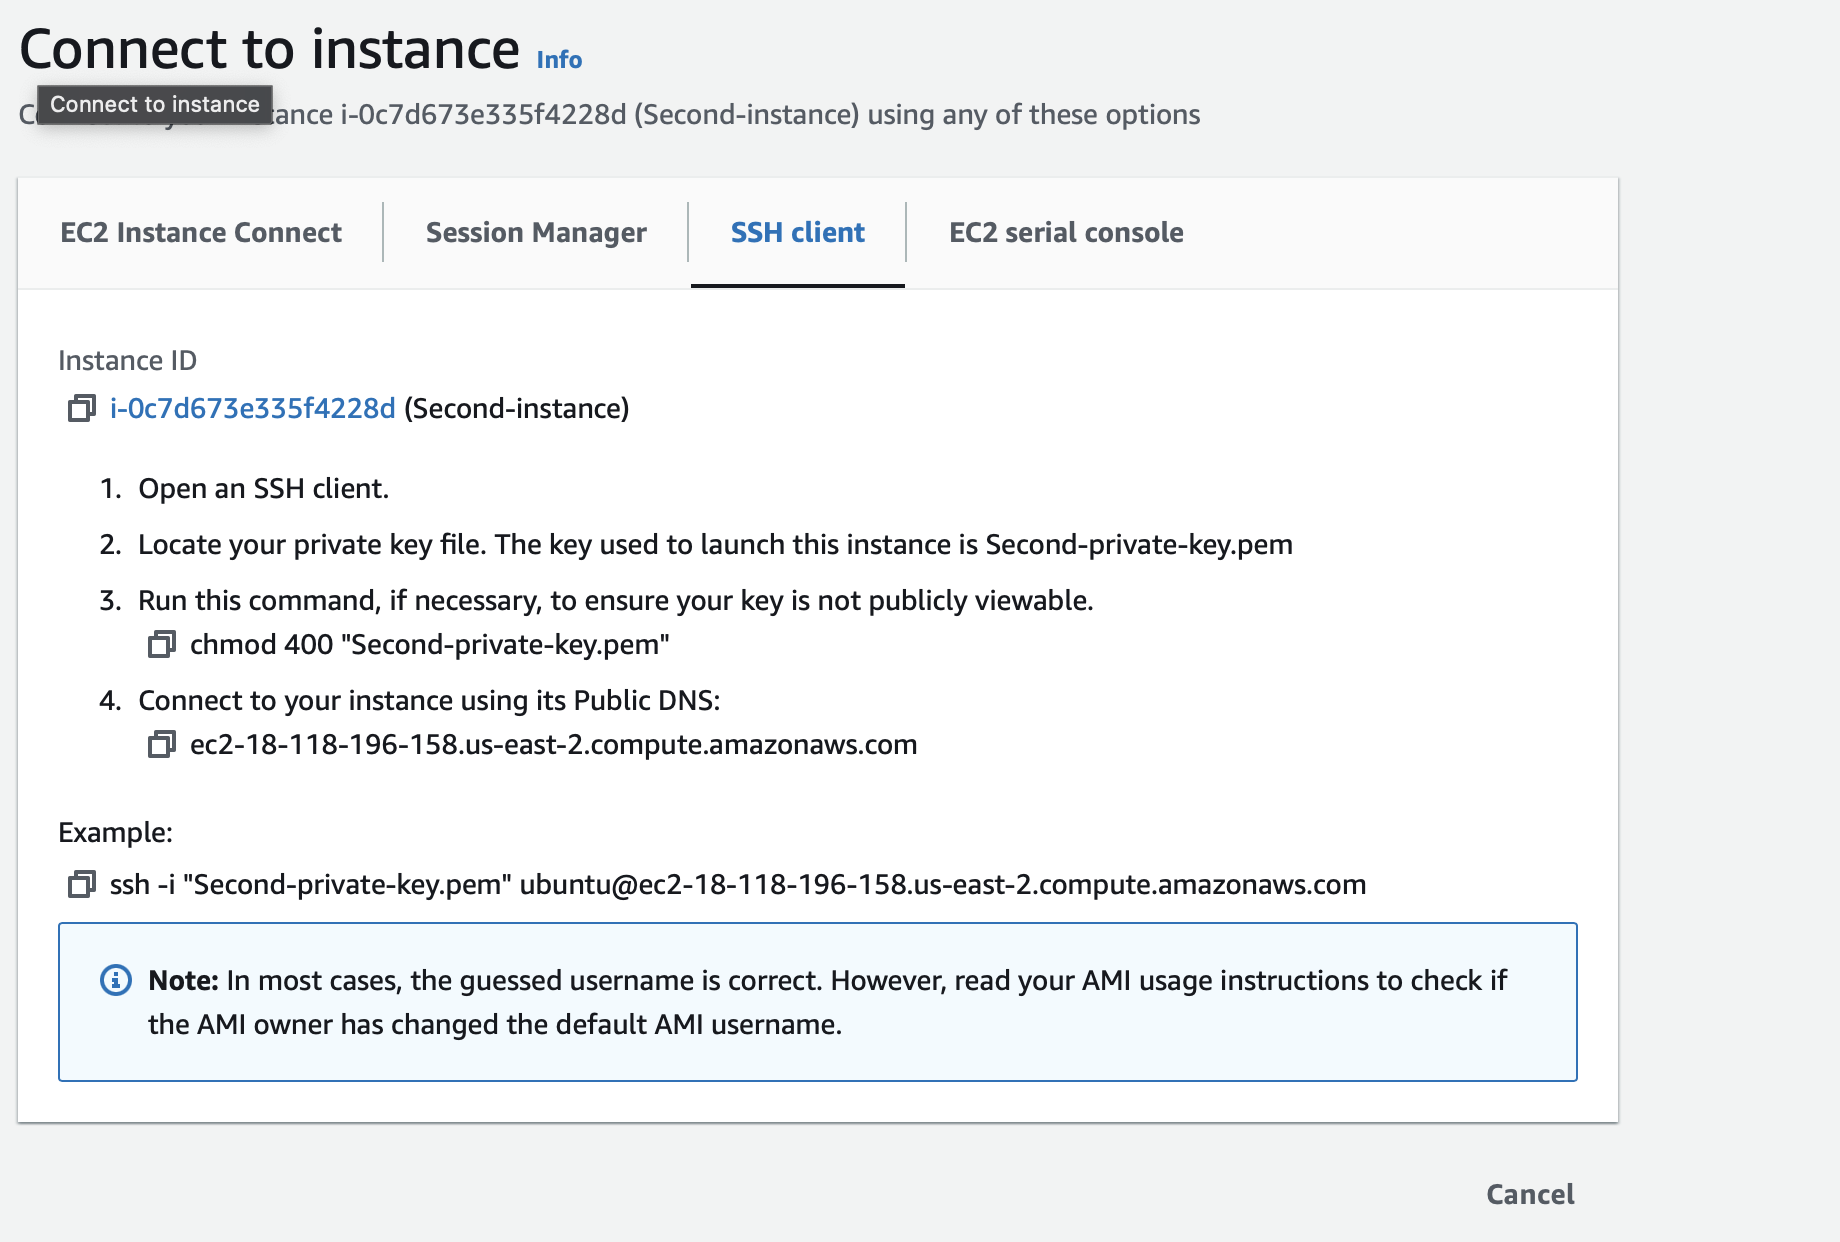 Connect to instance Info
Connect to instance
tance i-0c7d673e335f4228d (Second-instance) using any of these options
EC2 Instance Connect
Session Manager
SSH client
EC2 serial console
Instance ID
i-0c7d673e335f4228d (Second-instance)
1. Open an SSH client.
2. Locate your private key file. The key used to launch this instance is Second-private-key.pem
3. Run this command, if necessary, to ensure your key is not publicly viewable.
chmod 400 "Second-private-key.pem"
4. Connect to your instance using its Public DNS:
ec2-18-118-196-158.us-east-2.compute.amazonaws.com
Example:
ssh -i "Second-private-key.pem" ubuntu@ec2-18-118-196-158.us-east-2.compute.amazonaws.com
Note: In most cases, the guessed username is correct. However, read your AMI usage instructions to check if
the AMI owner has changed the default AMI username.
Cancel